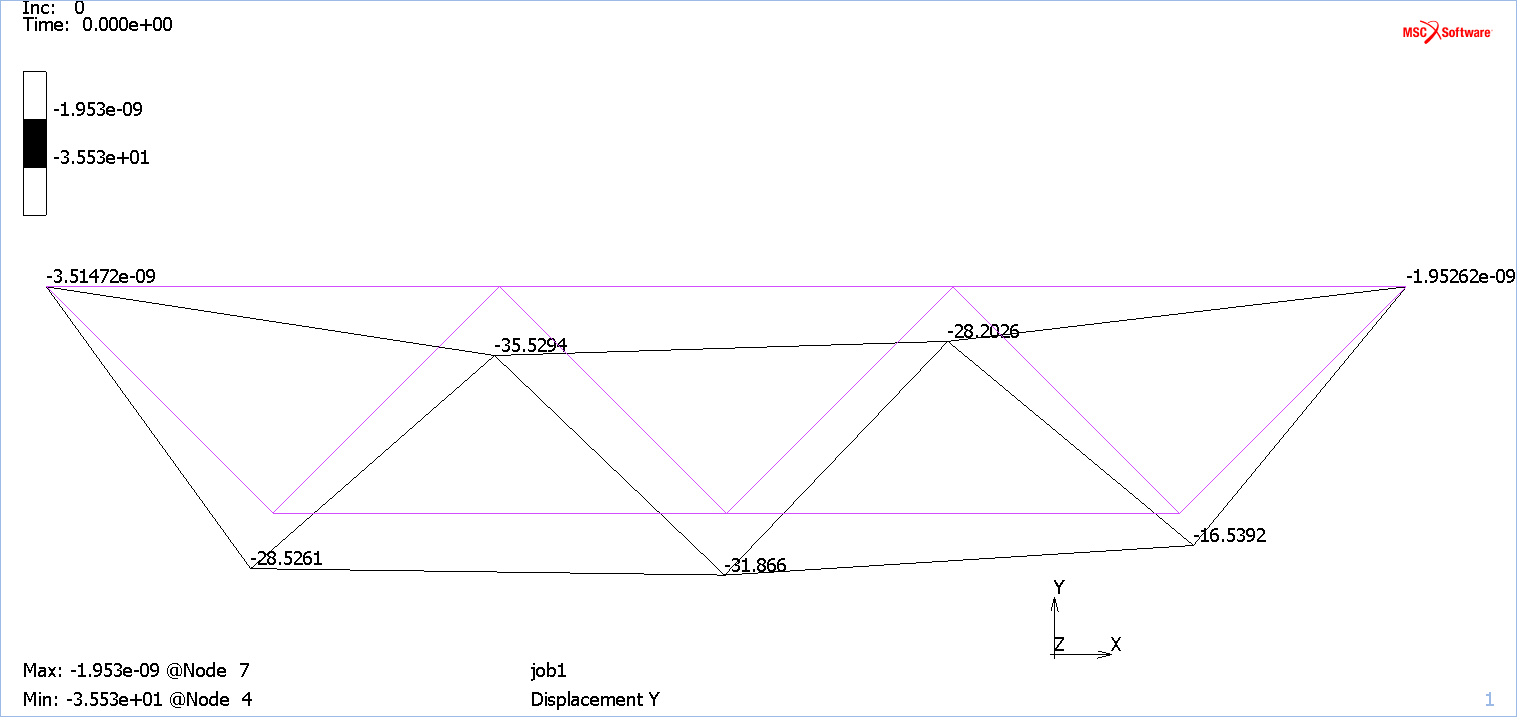 Inc: 0
Time: 0.000e+00
MSC Software
-1.953e-09
-3.553e+01
-3.51472e-09
-1.95262e-09
-28.2026
-35.5294
-16.5392
-28.5261
-31.866
Y
Z X
Max: -1.953e-09 @Node 7
job1
Min: -3.553e+01 @Node 4
Displacement Y
1